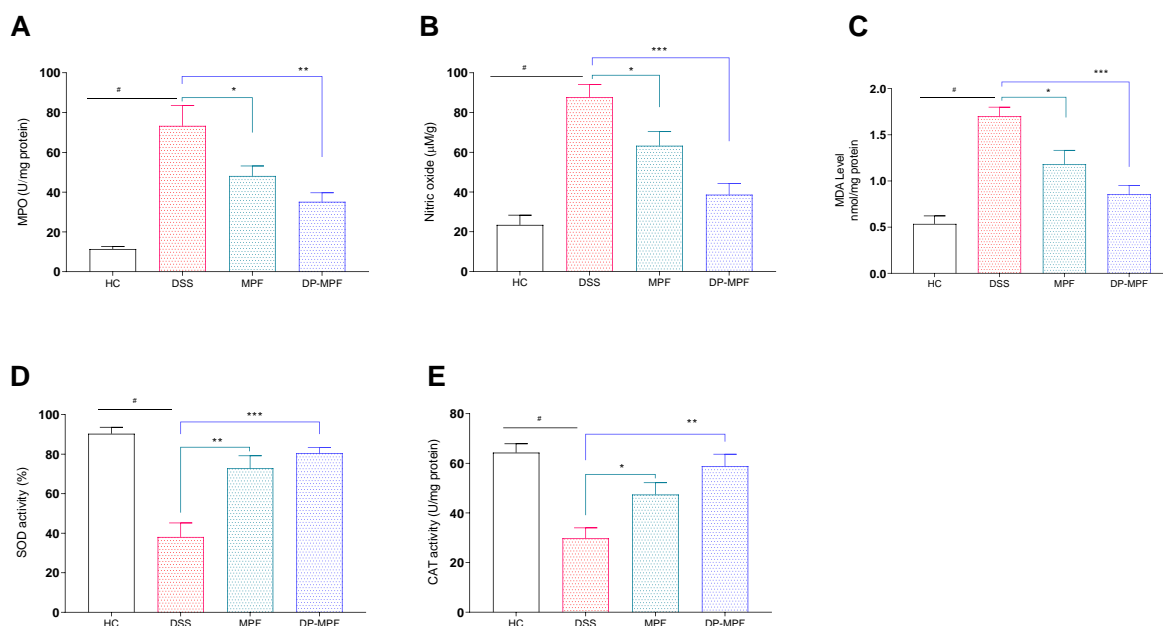 A
MPO (U/mg protein)
100
80
60
40
20
0
#
*
**
HC DSS MPF DP-MPF
B
Nitric oxide (µM/g)
100
80
60
40
20
0
#
*
***
HC DSS MPF DP-MPF
C
MDA Level
nmol/mg protein
2.0
1.5
1.0
0.5
0.0
#
*
***
HC DSS MPF DP-MPF
D
SOD activity (%)
100
80
60
40
20
0
#
**
***
HC DSS MPF DP-MPF
E
CAT activity (U/mg protein)
80
60
40
20
0
#
*
**
HC DSS MPF DP-MPF